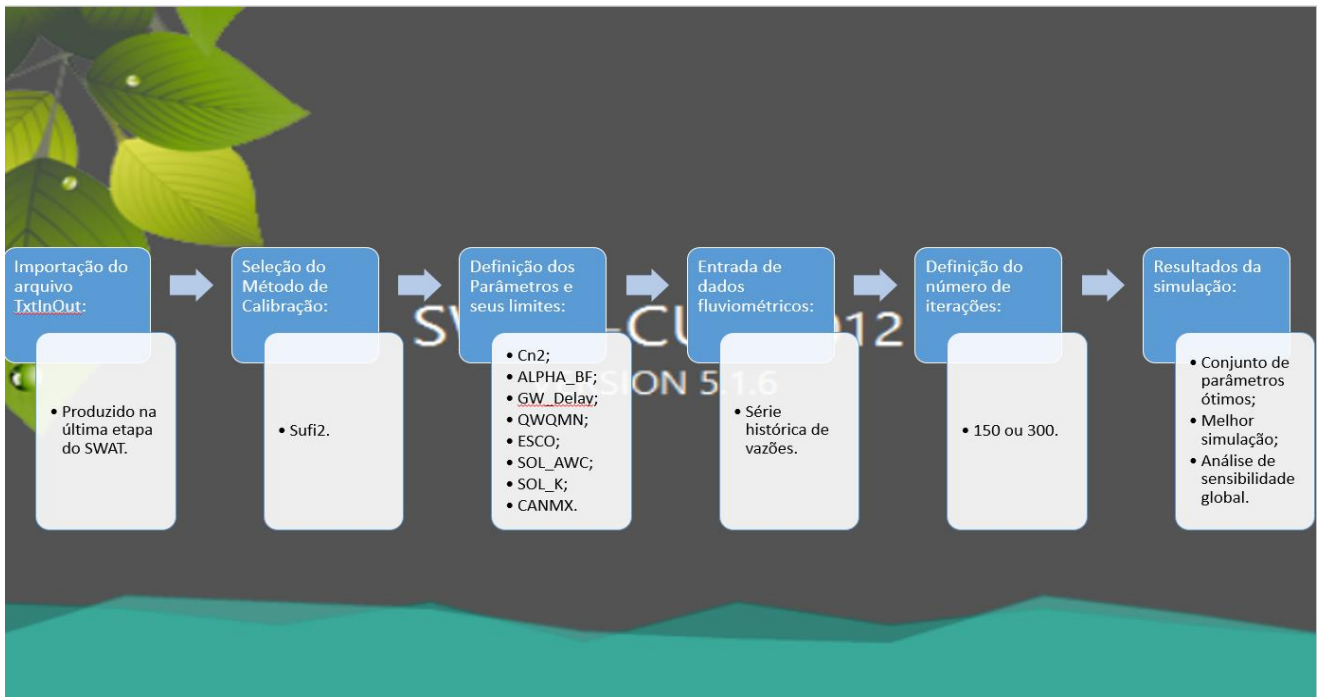 Importação do
arquivo
TxtInOut:
• Produzido na
última etapa
do SWAT.
Seleção do
Método de
Calibração:
• Sufi2.
Definição dos
Parâmetros e
seus limites:
• Cn2;
• ALPHA_BF;
• GW_Delay;
• QWQMN;
• ESCO;
• SOL_AWC;
• SOL_K;
• CANMX.
Entrada de
dados
fluviométricos:
• Série
histórica de
vazões.
Definição do
número de
iterações:
• 150 ou 300.
Resultados da
simulação:
• Conjunto de
parâmetros
ótimos;
• Melhor
simulação;
• Análise de
sensibilidade
global.
5.1.6